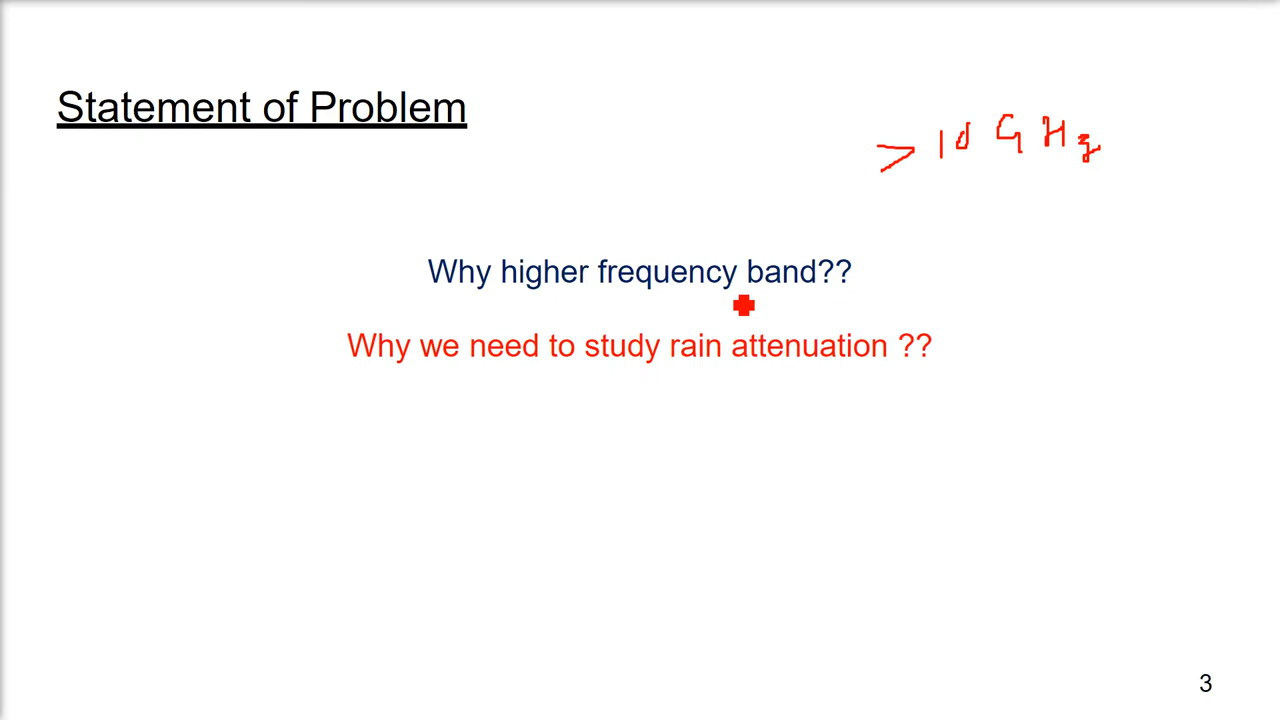 Statement of Problem
> 10 GHz
Why higher frequency band??
Why we need to study rain attenuation ??
3